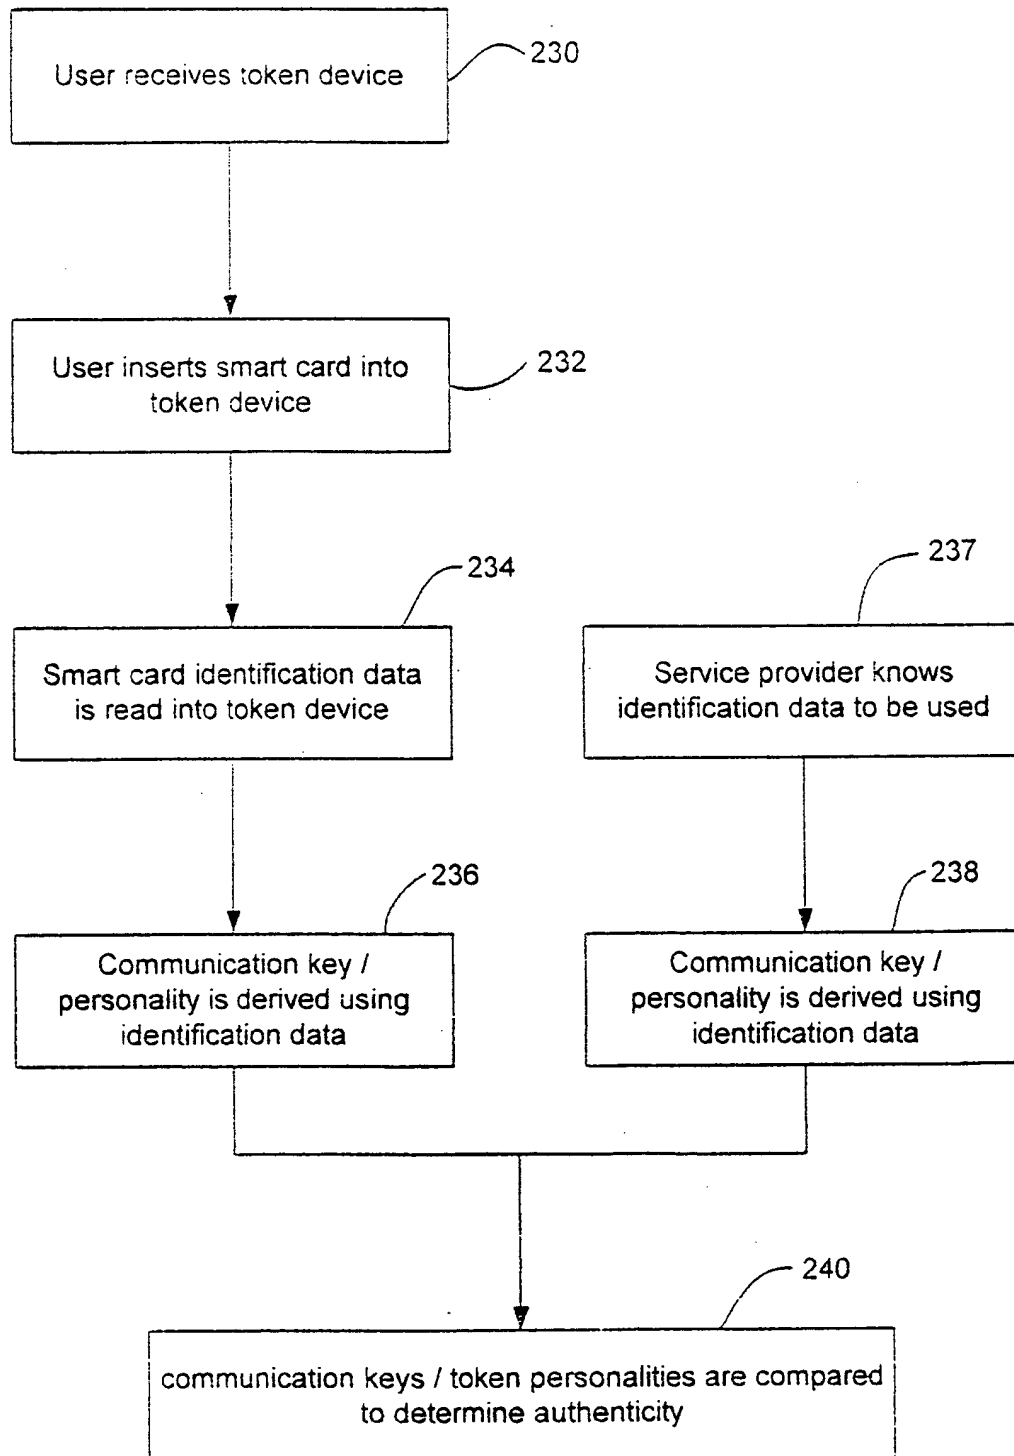 User receives token device
230
User inserts smart card into
token device
232
234
Smart card identification data
is read into token device
237
Service provider knows
identification data to be used
236
Communication key /
personality is derived using
identification data
238
Communication key /
personality is derived using
identification data
240
communication keys / token personalities are compared
to determine authenticity